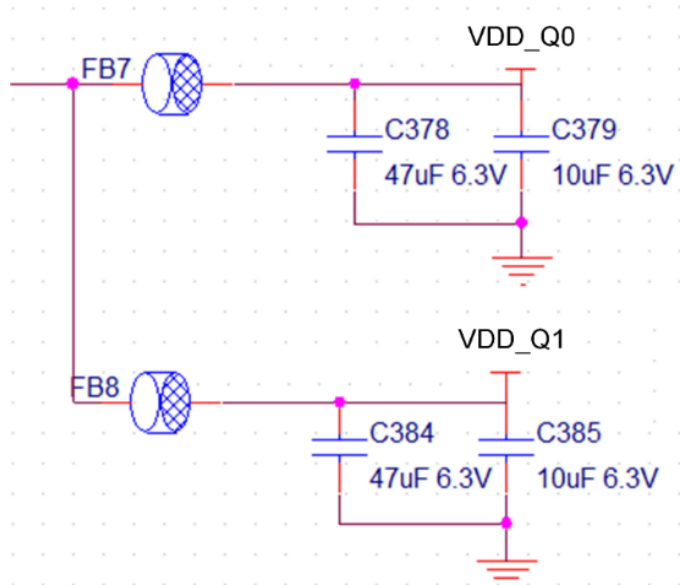 VDD_Q0
FB7
C378
C379
47uF 6.3V
10uF 6.3V
VDD_Q1
FB8
C384
C385
47uF 6.3V
10uF 6.3V